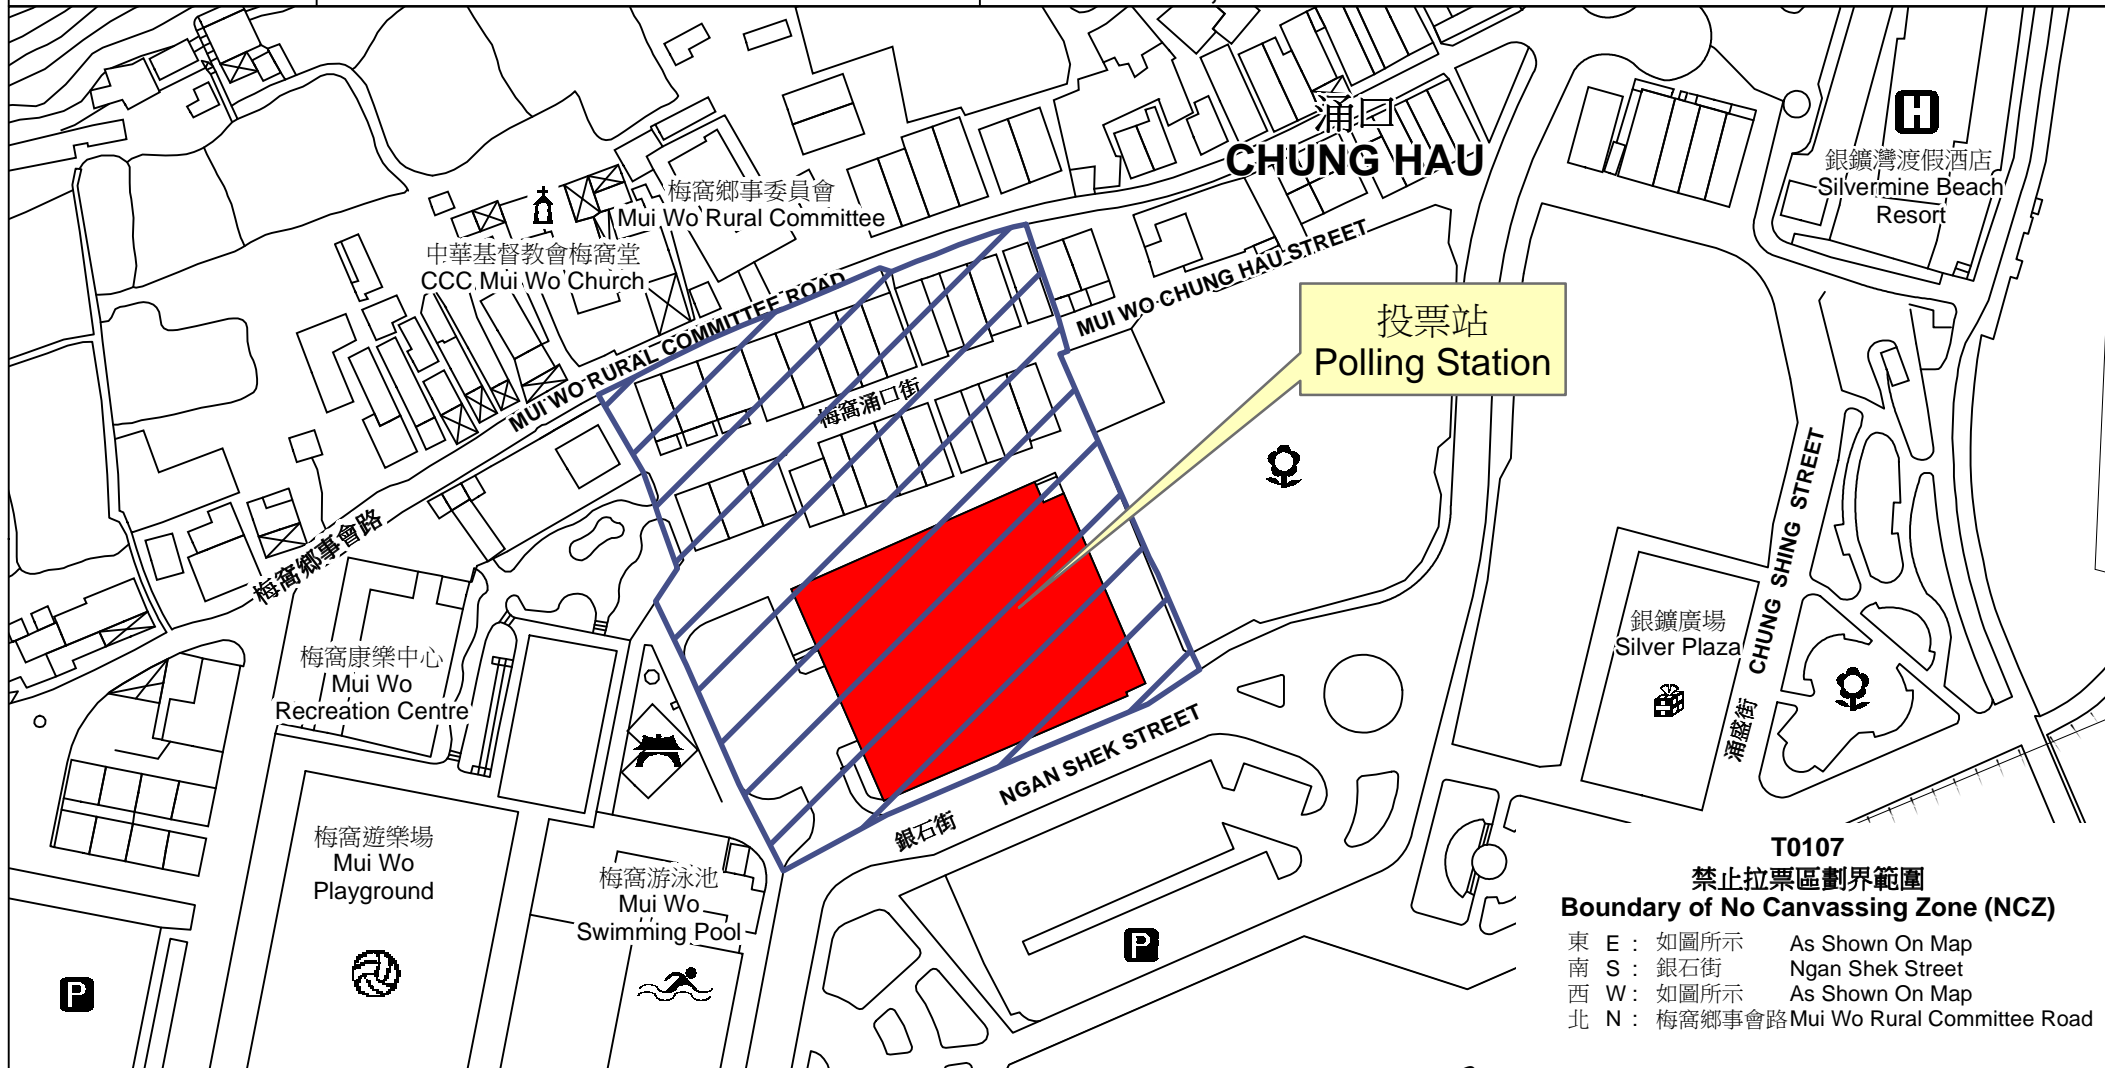 涌口
CHUNG HAU
銀鑛灣渡假酒店
Silvermine Beach
Resort
梅窩鄉事委員會
Mui Wo Rural Committee
中華基督教會梅窩堂
CCC Mui Wo Church
MUI WO RURAL COMMITTEE ROAD
MUI WO CHUNG HAU STREET
投票站
Polling Station
梅窩涌口街
梅窩鄉事會路
CHUNG SHING STREET
涌盛街
銀鑛廣場
Silver Plaza
梅窩康樂中心
Mui Wo
Recreation Centre
NGAN SHEK STREET
銀石街
梅窩遊樂場
Mui Wo
Playground
梅窩游泳池
Mui Wo
Swimming Pool
P
P
H
T0107
禁止拉票區劃界範圍
Boundary of No Canvassing Zone (NCZ)
東 E : 如圖所示 As Shown On Map
南 S : 銀石街 Ngan Shek Street
西 W : 如圖所示 As Shown On Map
北 N : 梅窩鄉事會路 Mui Wo Rural Committee Road